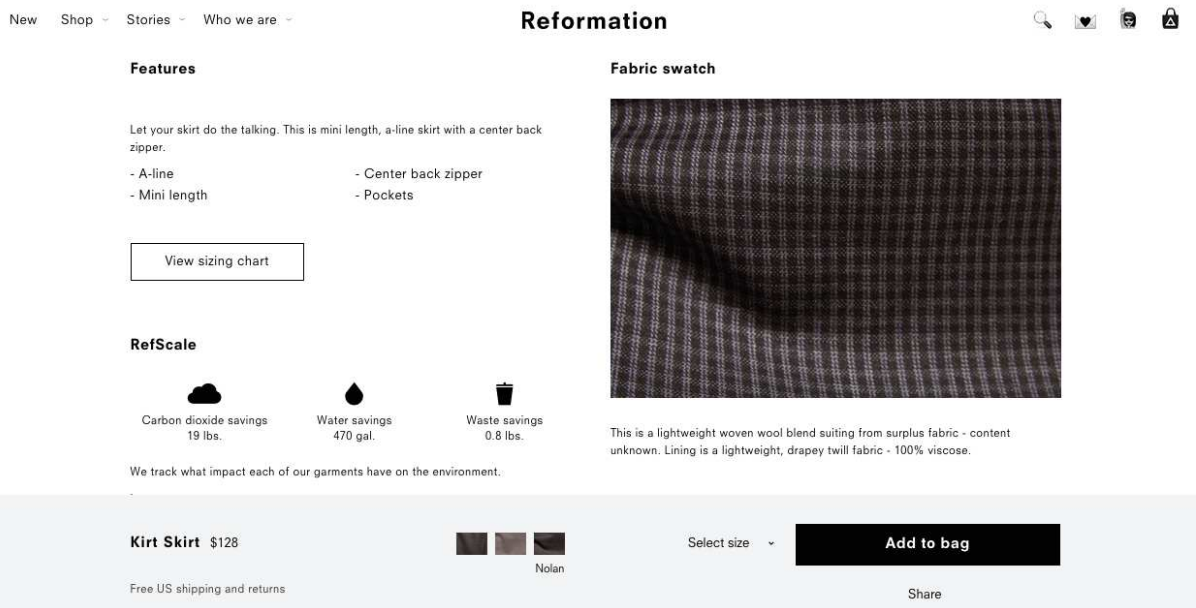 New
Shop
Stories
Who we are
Reformation
Features
Let your skirt do the talking. This is mini length, a-line skirt with a center back
zipper.
- A-line
- Center back zipper
- Mini length
- Pockets
View sizing chart
RefScale
Carbon dioxide savings
19 lbs.
Water savings
470 gal.
Waste savings
0.8 lbs.
We track what impact each of our garments have on the environment.
Fabric swatch
This is a lightweight woven wool blend suiting from surplus fabric - content
unknown. Lining is a lightweight, drapey twill fabric - 100% viscose.
Kirt Skirt $128
Free US shipping and returns
Nolan
Select size
Add to bag
Share